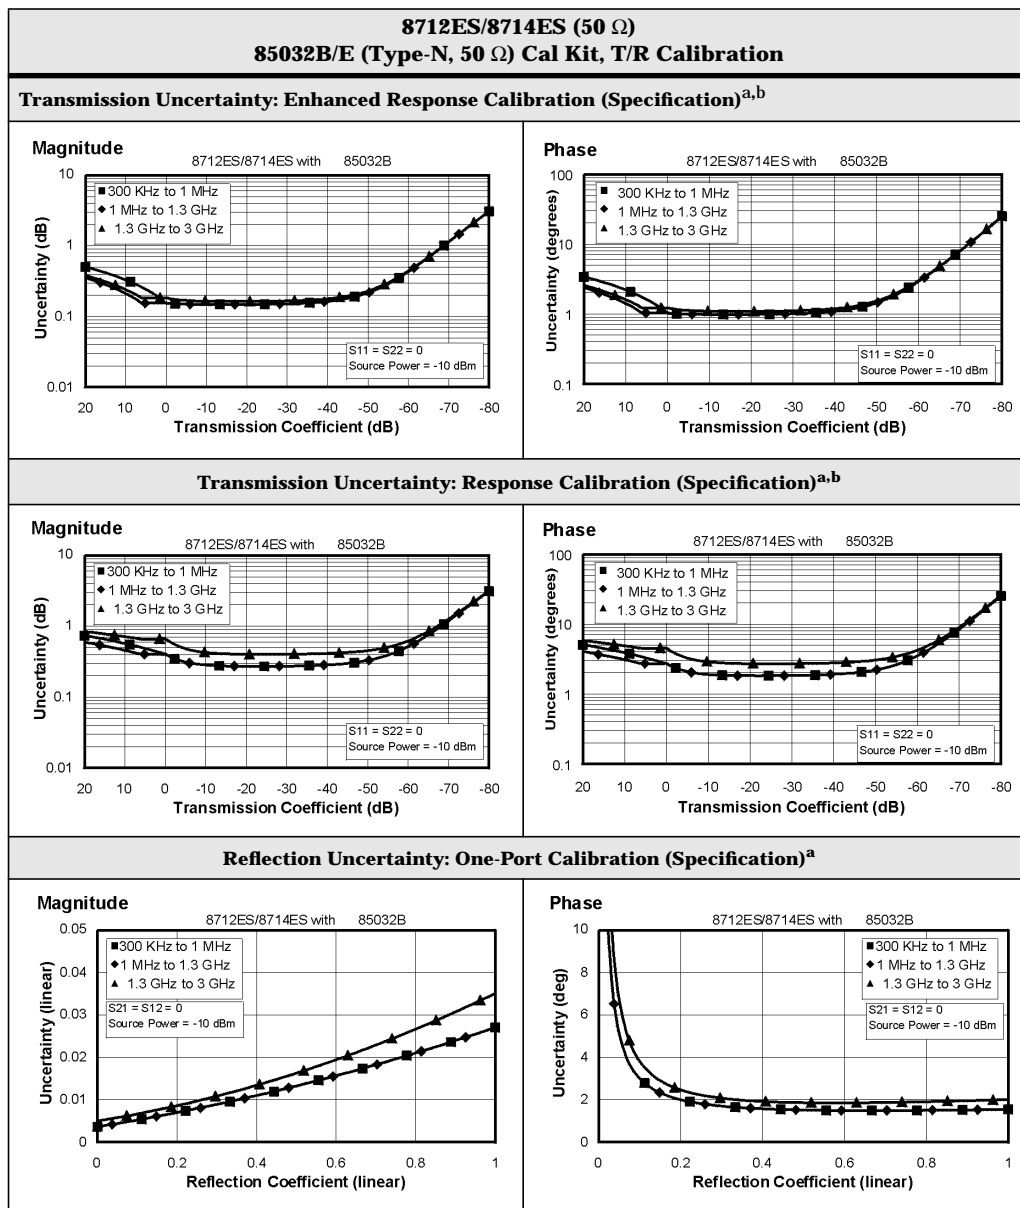 8712ES/8714ES (50 Ω)
85032B/E (Type-N, 50 Ω) Cal Kit, T/R Calibration
Transmission Uncertainty: Enhanced Response Calibration (Specification)a,b
Magnitude
8712ES/8714ES with 85032B
Uncertainty (dB)
10
1
0.1
0.01
300 KHz to 1 MHz
1 MHz to 1.3 GHz
1.3 GHz to 3 GHz
S11 = S22 = 0
Source Power = -10 dBm
20 10 0 -10 -20 -30 -40 -50 -60 -70 -80
Transmission Coefficient (dB)
Phase
8712ES/8714ES with 85032B
Uncertainty (degrees)
100
10
1
0.1
300 KHz to 1 MHz
1 MHz to 1.3 GHz
1.3 GHz to 3 GHz
S11 = S22 = 0
Source Power = -10 dBm
20 10 0 -10 -20 -30 -40 -50 -60 -70 -80
Transmission Coefficient (dB)
Transmission Uncertainty: Response Calibration (Specification)a,b
Magnitude
8712ES/8714ES with 85032B
Uncertainty (dB)
10
1
0.1
0.01
300 KHz to 1 MHz
1 MHz to 1.3 GHz
1.3 GHz to 3 GHz
S11 = S22 = 0
Source Power = -10 dBm
20 10 0 -10 -20 -30 -40 -50 -60 -70 -80
Transmission Coefficient (dB)
Phase
8712ES/8714ES with 85032B
Uncertainty (degrees)
100
10
1
0.1
300 KHz to 1 MHz
1 MHz to 1.3 GHz
1.3 GHz to 3 GHz
S11 = S22 = 0
Source Power = -10 dBm
20 10 0 -10 -20 -30 -40 -50 -60 -70 -80
Transmission Coefficient (dB)
Reflection Uncertainty: One-Port Calibration (Specification)a
Magnitude
8712ES/8714ES with 85032B
Uncertainty (linear)
0.05
0.04
0.03
0.02
0.01
0
300 KHz to 1 MHz
1 MHz to 1.3 GHz
1.3 GHz to 3 GHz
S21 = S12 = 0
Source Power = -10 dBm
0 0.2 0.4 0.6 0.8 1
Reflection Coefficient (linear)
Phase
8712ES/8714ES with 85032B
Uncertainty (deg)
10
8
6
4
2
0
300 KHz to 1 MHz
1 MHz to 1.3 GHz
1.3 GHz to 3 GHz
S21 = S12 = 0
Source Power = -10 dBm
0 0.2 0.4 0.6 0.8 1
Reflection Coefficient (linear)